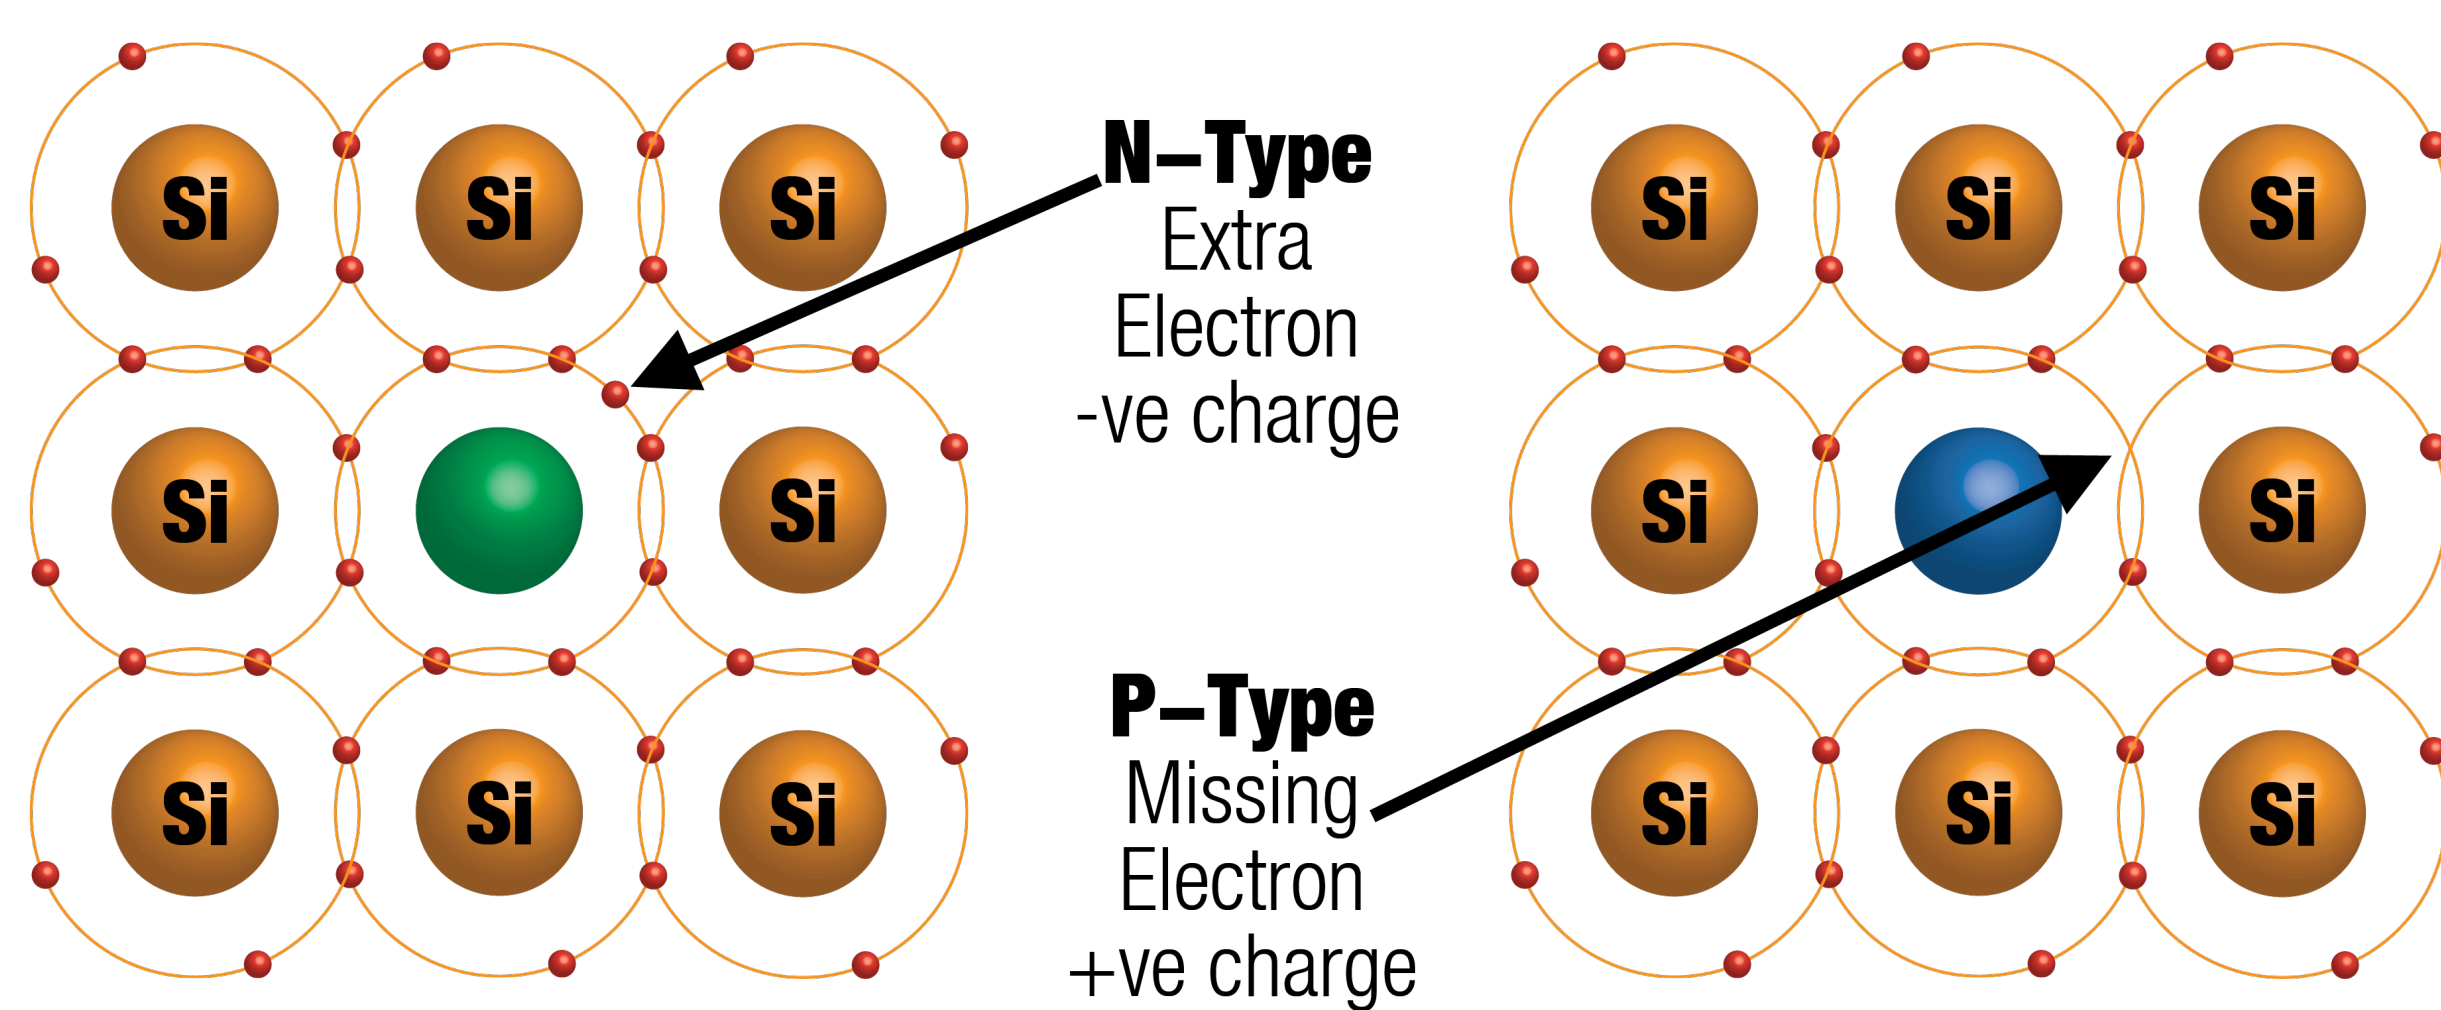 Si Si Si Si Si Si
N–Type
Extra
Electron
-ve charge
Si Si Si Si
P–Type
Missing
Electron
+ve charge
Si Si Si Si Si Si